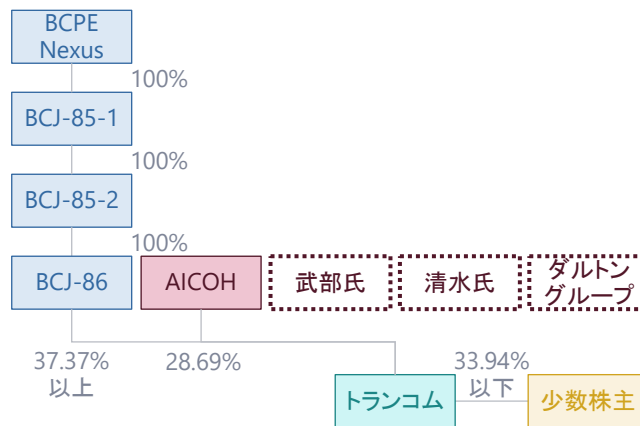 BCPE
Nexus
100%
BCJ-85-1
100%
BCJ-85-2
100%
BCJ-86
AICOH
武部氏
清水氏
ダルトン
グループ
37.37%
以上
28.69%
33.94%
以下
トランコム
少数株主